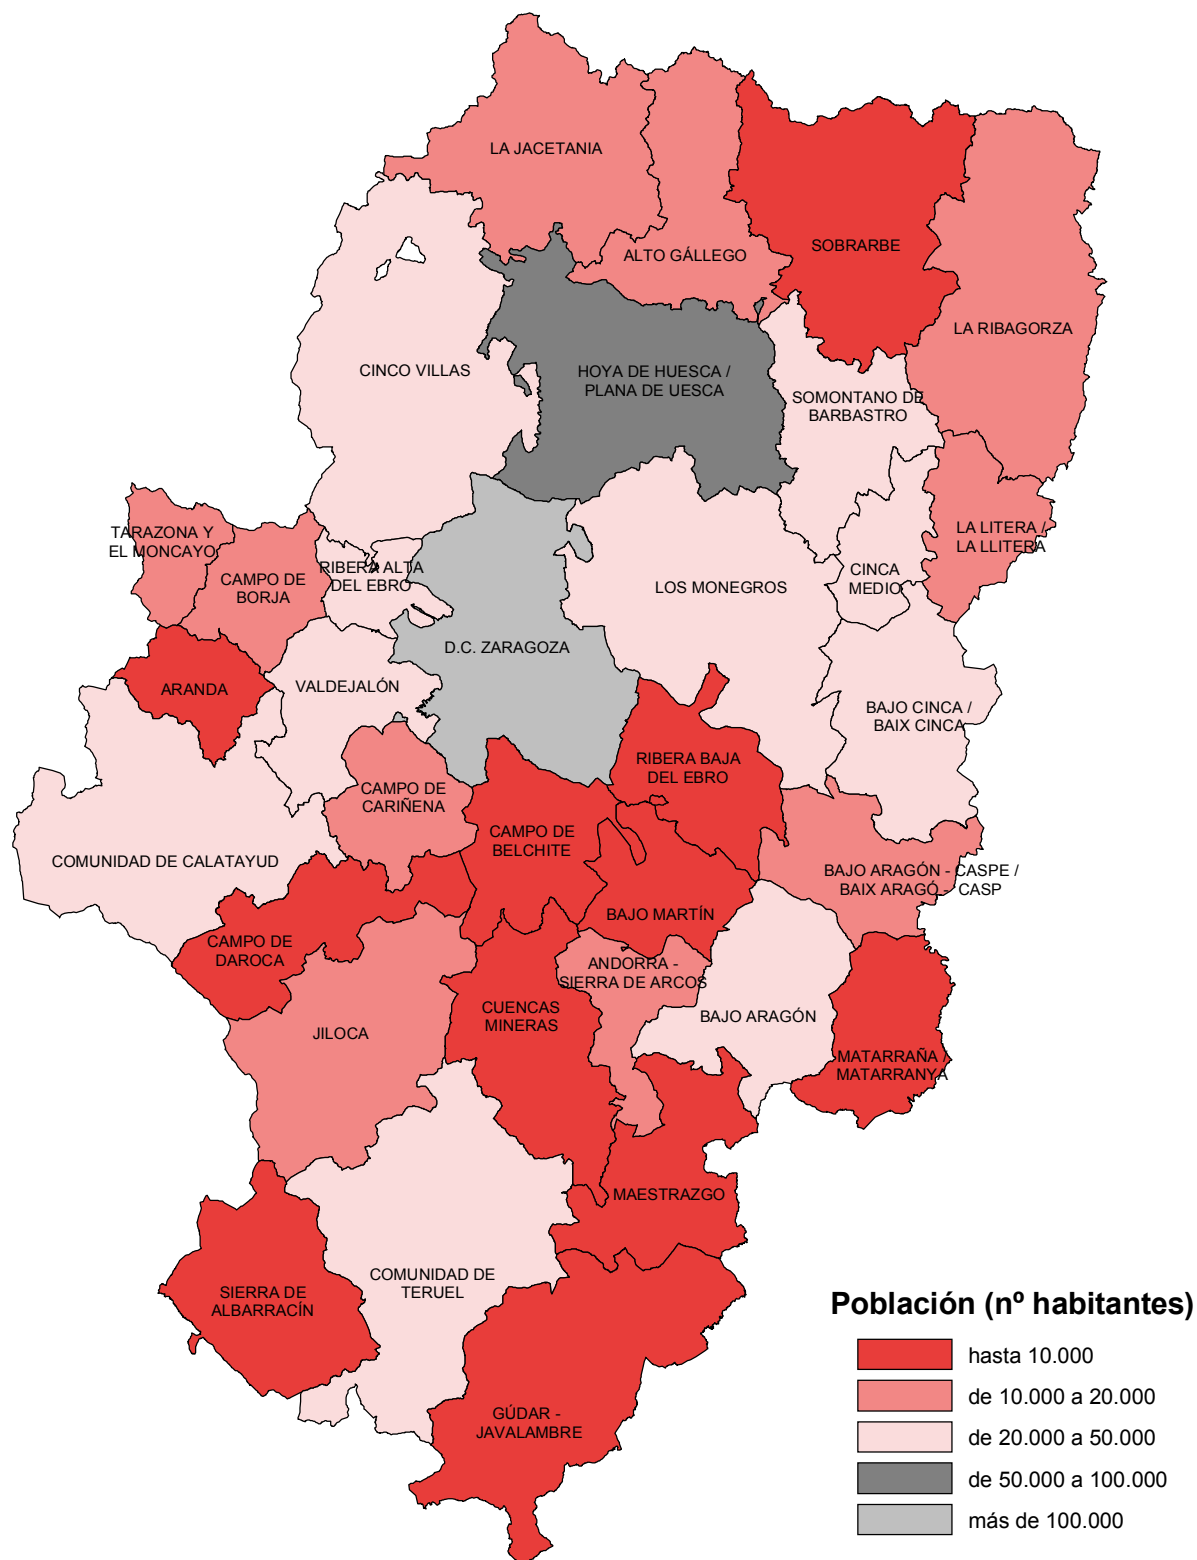 LA JACETANIA
ALTO GÁLLEGO
SOBRARBE
LA RIBAGORZA
CINCO VILLAS
HOYA DE HUESCA /
PLANA DE UESCA
SOMONTANO DE
BARBASTRO
TARAZONA Y
EL MONCAYO
CAMPO DE
BORJA
RIBERA ALTA
DEL EBRO
LOS MONEGROS
CINCA
MEDIO
LA LITERA /
LA LLITERA
D.C. ZARAGOZA
ARANDA
VALDEJALÓN
BAJO CINCA /
BAIX CINCA
RIBERA BAJA
DEL EBRO
CAMPO DE
CARIÑENA
CAMPO DE
BELCHITE
COMUNIDAD DE CALATAYUD
BAJO ARAGÓN - CASPE /
BAIX ARAGÓ - CASP
BAJO MARTÍN
CAMPO DE
DAROCA
ANDORRA -
SIERRA DE ARCOS
CUENCAS
MINERAS
BAJO ARAGÓN
JILOCA
MATARRAÑA /
MATARRANYA
MAESTRAZGO
SIERRA DE
ALBARRACÍN
COMUNIDAD DE
TERUEL
GÚDAR -
JAVALAMBRE
Población (nº habitantes)
hasta 10.000
de 10.000 a 20.000
de 20.000 a 50.000
de 50.000 a 100.000
más de 100.000